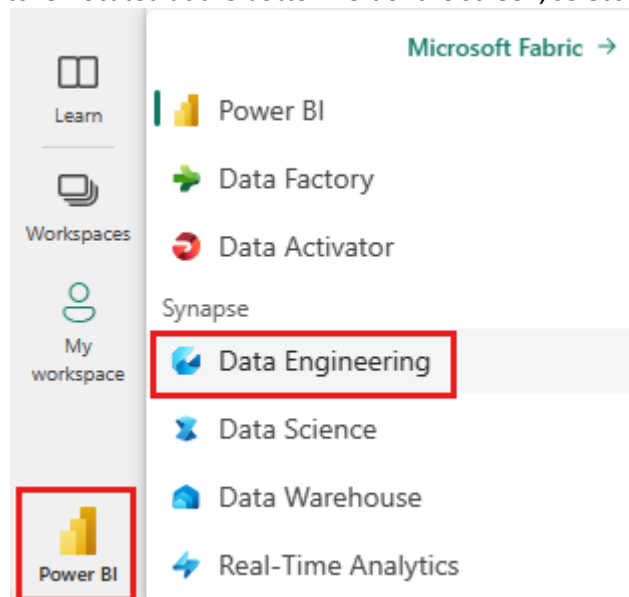 Microsoft Fabric →
Learn
Power BI
Data Factory
Workspaces
Data Activator
Synapse
My
workspace
Data Engineering
Data Science
Data Warehouse
Power BI
Real-Time Analytics